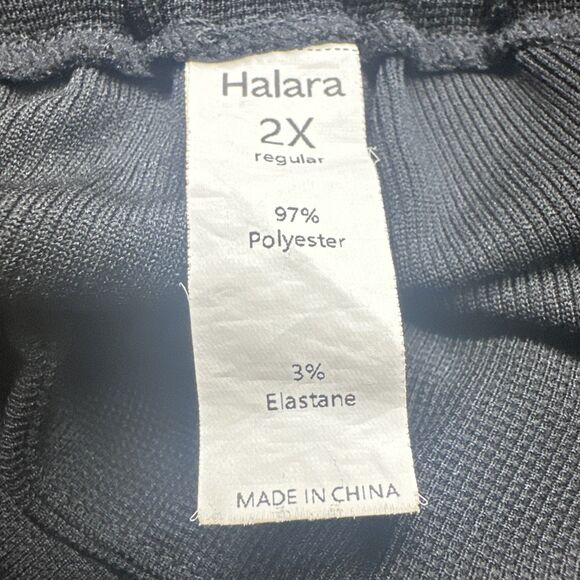 Halara
2X
regular
97%
Polyester
3%
Elastane
MADE IN CHINA